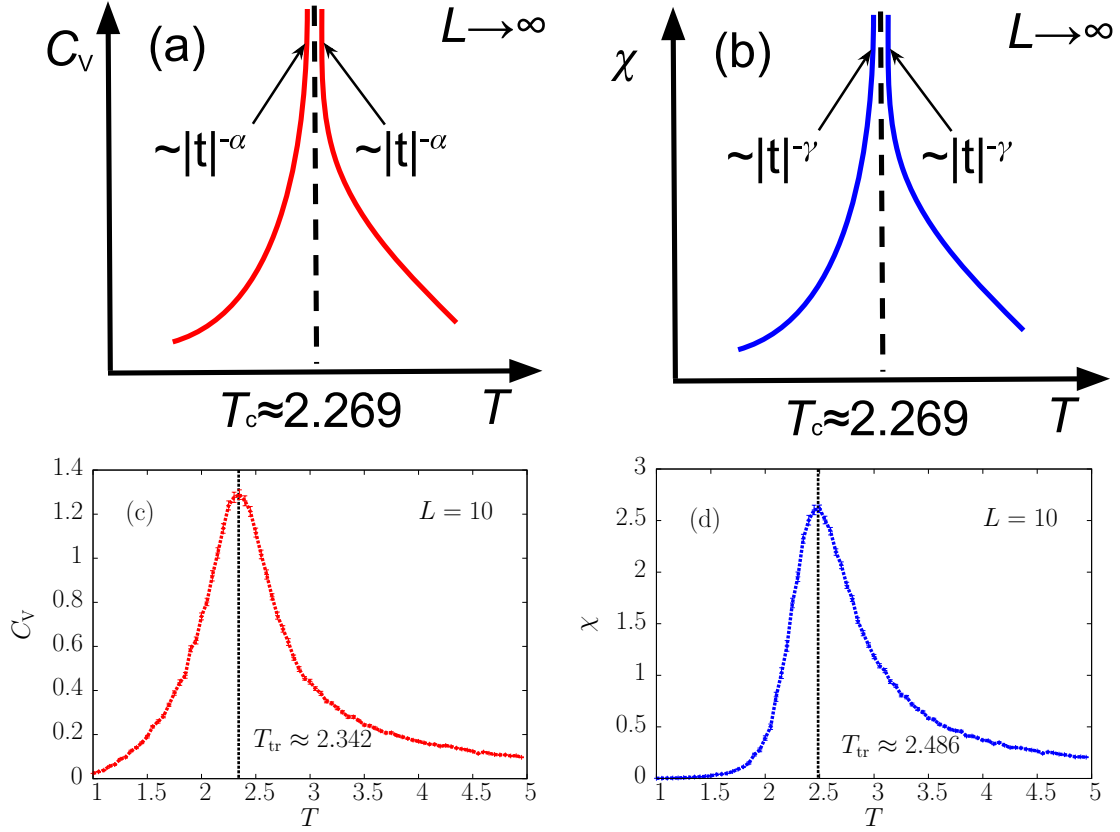 C_V (a) L→∞
~|t|^-α ~|t|^-α
T_c≈2.269 T
χ (b) L→∞
~|t|^-γ ~|t|^-γ
T_c≈2.269 T
1.4
1.2
1
0.8
0.6
0.4
0.2
0
C_V
(c) L = 10
T_tr ≈ 2.342
1 1.5 2 2.5 3 3.5 4 4.5 5
T
3
2.5
2
1.5
1
0.5
0
χ
(d) L = 10
T_tr ≈ 2.486
1 1.5 2 2.5 3 3.5 4 4.5 5
T